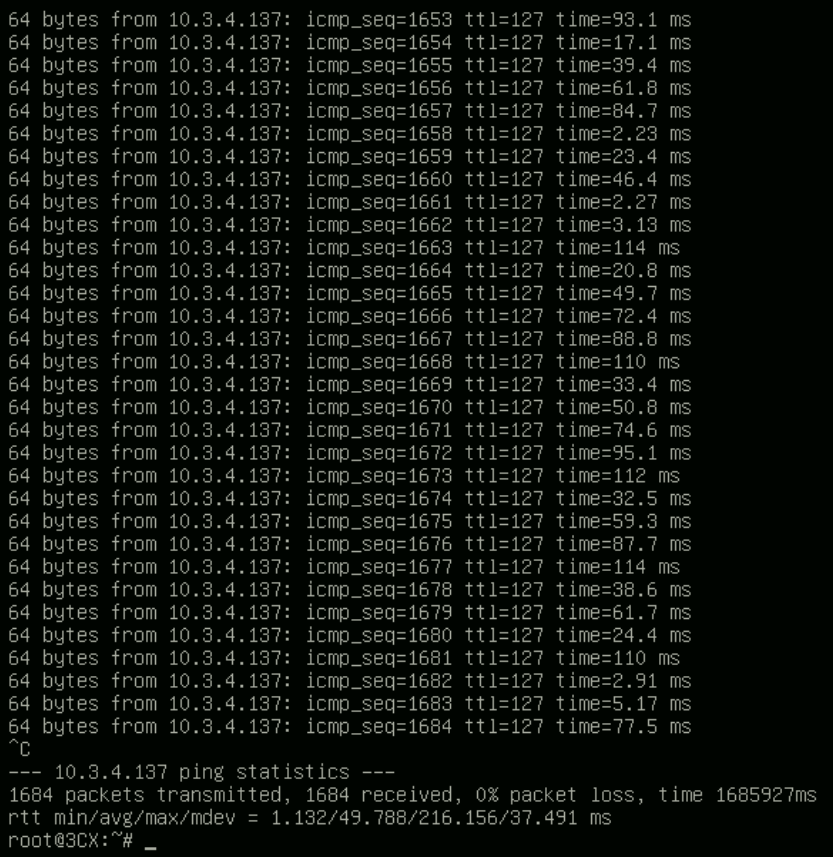 64 bytes from 10.3.4.137: icmp_seq=1653 ttl=127 time=93.1 ms
64 bytes from 10.3.4.137: icmp_seq=1654 ttl=127 time=17.1 ms
64 bytes from 10.3.4.137: icmp_seq=1655 ttl=127 time=39.4 ms
64 bytes from 10.3.4.137: icmp_seq=1656 ttl=127 time=61.8 ms
64 bytes from 10.3.4.137: icmp_seq=1657 ttl=127 time=84.7 ms
64 bytes from 10.3.4.137: icmp_seq=1658 ttl=127 time=2.23 ms
64 bytes from 10.3.4.137: icmp_seq=1659 ttl=127 time=23.4 ms
64 bytes from 10.3.4.137: icmp_seq=1660 ttl=127 time=46.4 ms
64 bytes from 10.3.4.137: icmp_seq=1661 ttl=127 time=2.27 ms
64 bytes from 10.3.4.137: icmp_seq=1662 ttl=127 time=3.13 ms
64 bytes from 10.3.4.137: icmp_seq=1663 ttl=127 time=114 ms
64 bytes from 10.3.4.137: icmp_seq=1664 ttl=127 time=20.8 ms
64 bytes from 10.3.4.137: icmp_seq=1665 ttl=127 time=49.7 ms
64 bytes from 10.3.4.137: icmp_seq=1666 ttl=127 time=72.4 ms
64 bytes from 10.3.4.137: icmp_seq=1667 ttl=127 time=88.8 ms
64 bytes from 10.3.4.137: icmp_seq=1668 ttl=127 time=110 ms
64 bytes from 10.3.4.137: icmp_seq=1669 ttl=127 time=33.4 ms
64 bytes from 10.3.4.137: icmp_seq=1670 ttl=127 time=50.8 ms
64 bytes from 10.3.4.137: icmp_seq=1671 ttl=127 time=74.6 ms
64 bytes from 10.3.4.137: icmp_seq=1672 ttl=127 time=95.1 ms
64 bytes from 10.3.4.137: icmp_seq=1673 ttl=127 time=112 ms
64 bytes from 10.3.4.137: icmp_seq=1674 ttl=127 time=32.5 ms
64 bytes from 10.3.4.137: icmp_seq=1675 ttl=127 time=59.3 ms
64 bytes from 10.3.4.137: icmp_seq=1676 ttl=127 time=87.7 ms
64 bytes from 10.3.4.137: icmp_seq=1677 ttl=127 time=114 ms
64 bytes from 10.3.4.137: icmp_seq=1678 ttl=127 time=38.6 ms
64 bytes from 10.3.4.137: icmp_seq=1679 ttl=127 time=61.7 ms
64 bytes from 10.3.4.137: icmp_seq=1680 ttl=127 time=24.4 ms
64 bytes from 10.3.4.137: icmp_seq=1681 ttl=127 time=110 ms
64 bytes from 10.3.4.137: icmp_seq=1682 ttl=127 time=2.91 ms
64 bytes from 10.3.4.137: icmp_seq=1683 ttl=127 time=5.17 ms
64 bytes from 10.3.4.137: icmp_seq=1684 ttl=127 time=77.5 ms
^C
--- 10.3.4.137 ping statistics ---
1684 packets transmitted, 1684 received, 0% packet loss, time 1685927ms
rtt min/avg/max/mdev = 1.132/49.788/216.156/37.491 ms
root@3CX:~# _